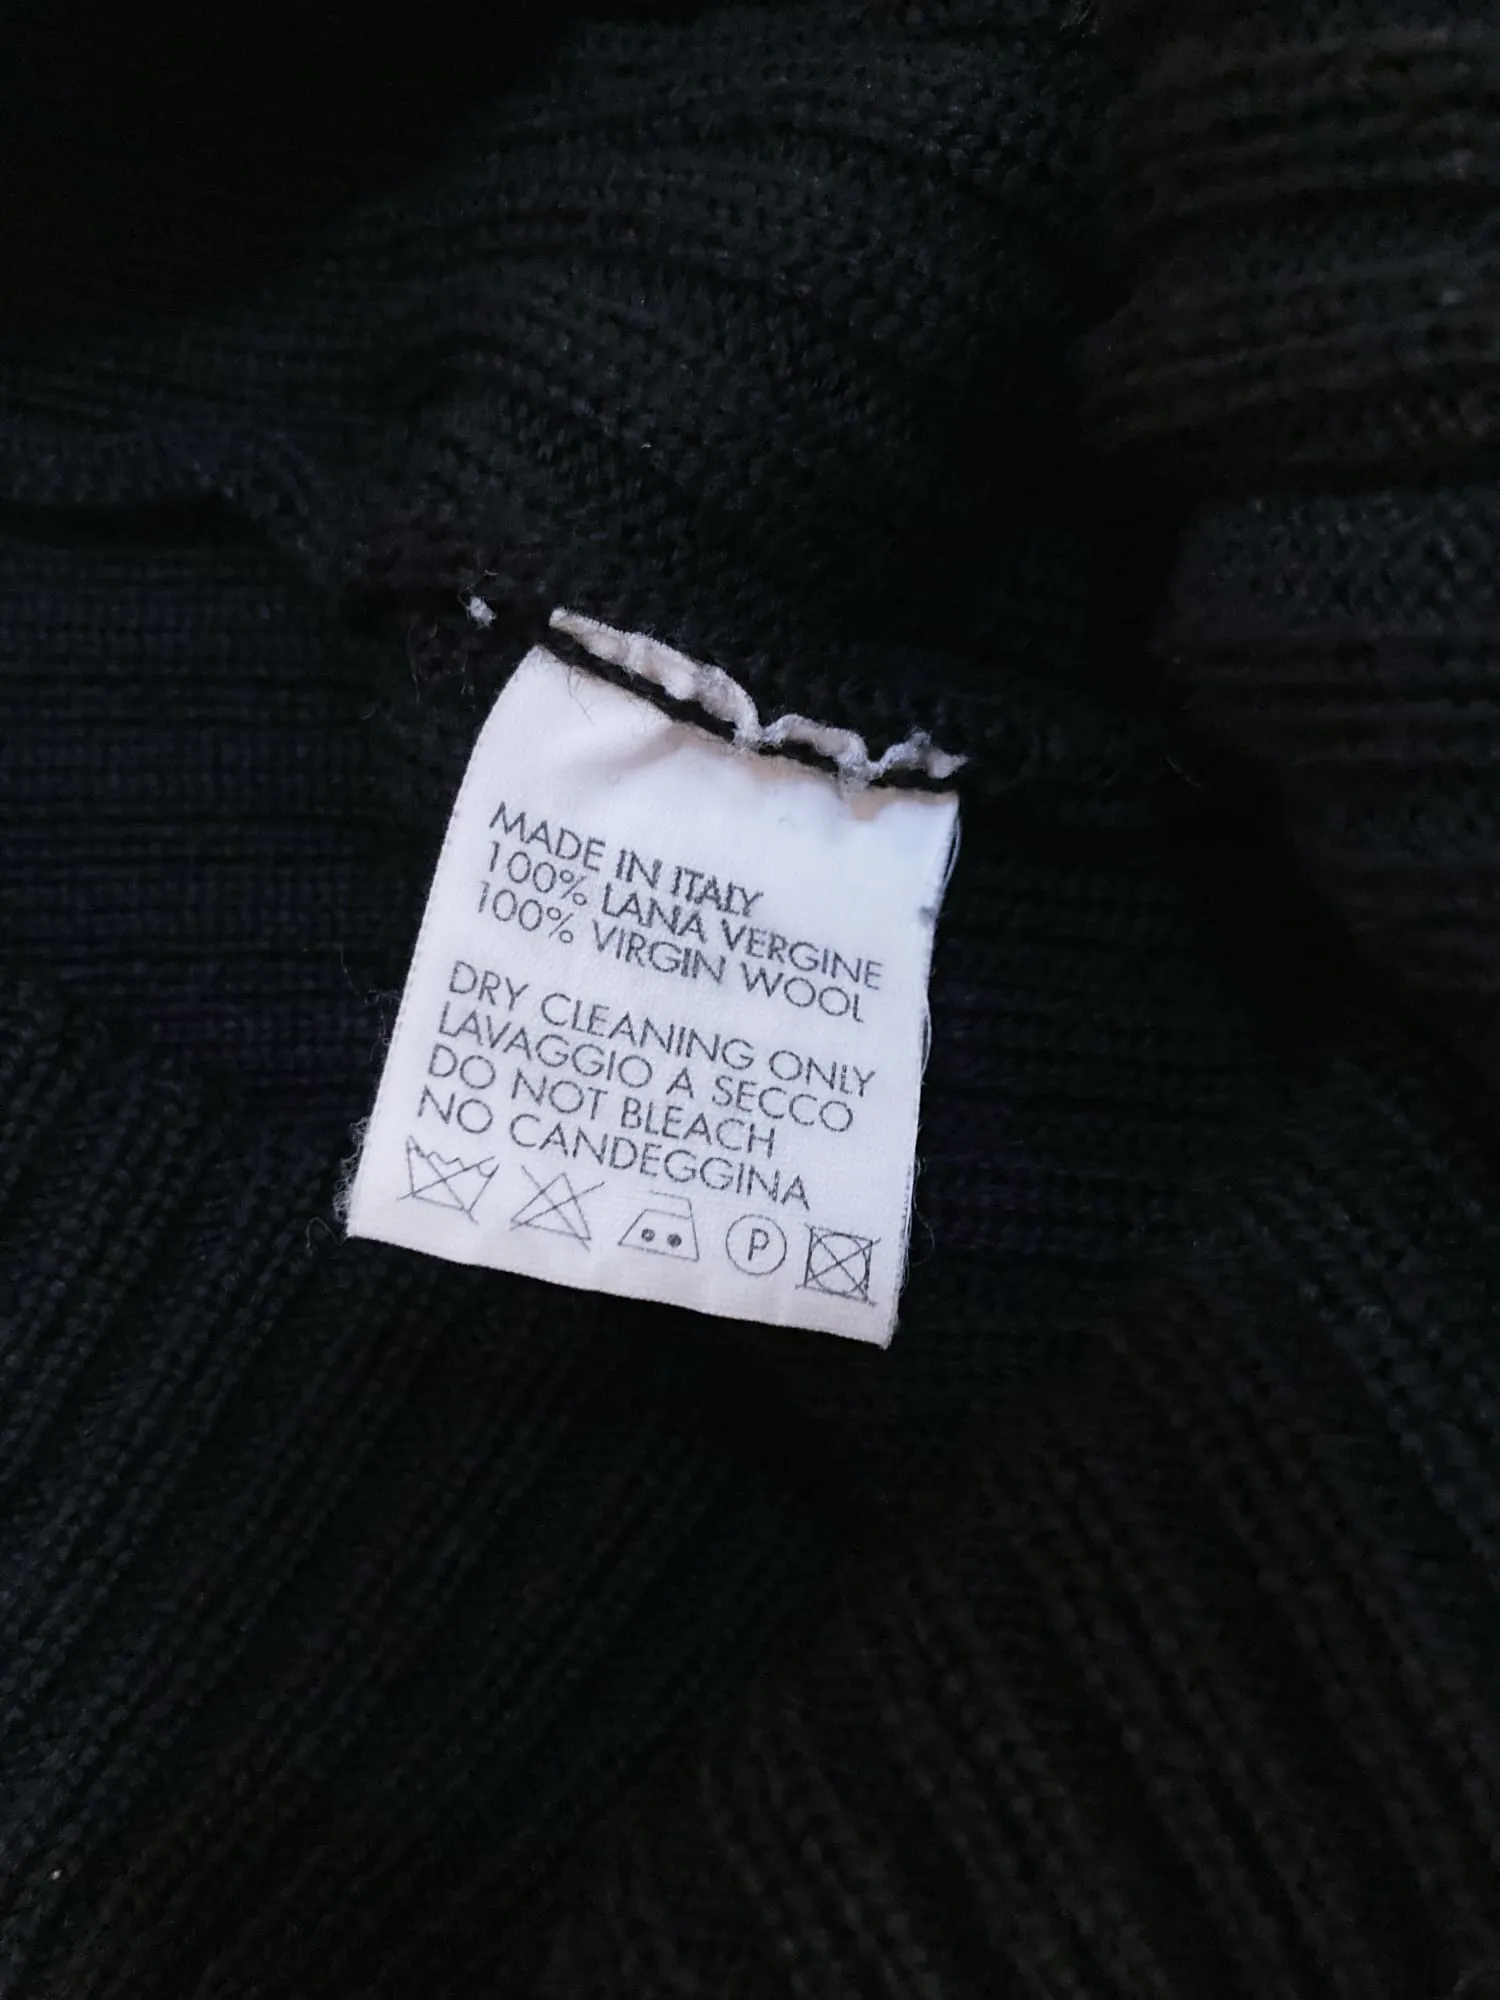 MADE IN ITALY
100% LANA VERGINE
100% VIRGIN WOOL
DRY CLEANING ONLY
LAVAGGIO A SECCO
DO NOT BLEACH
NO CANDEGGINA
P